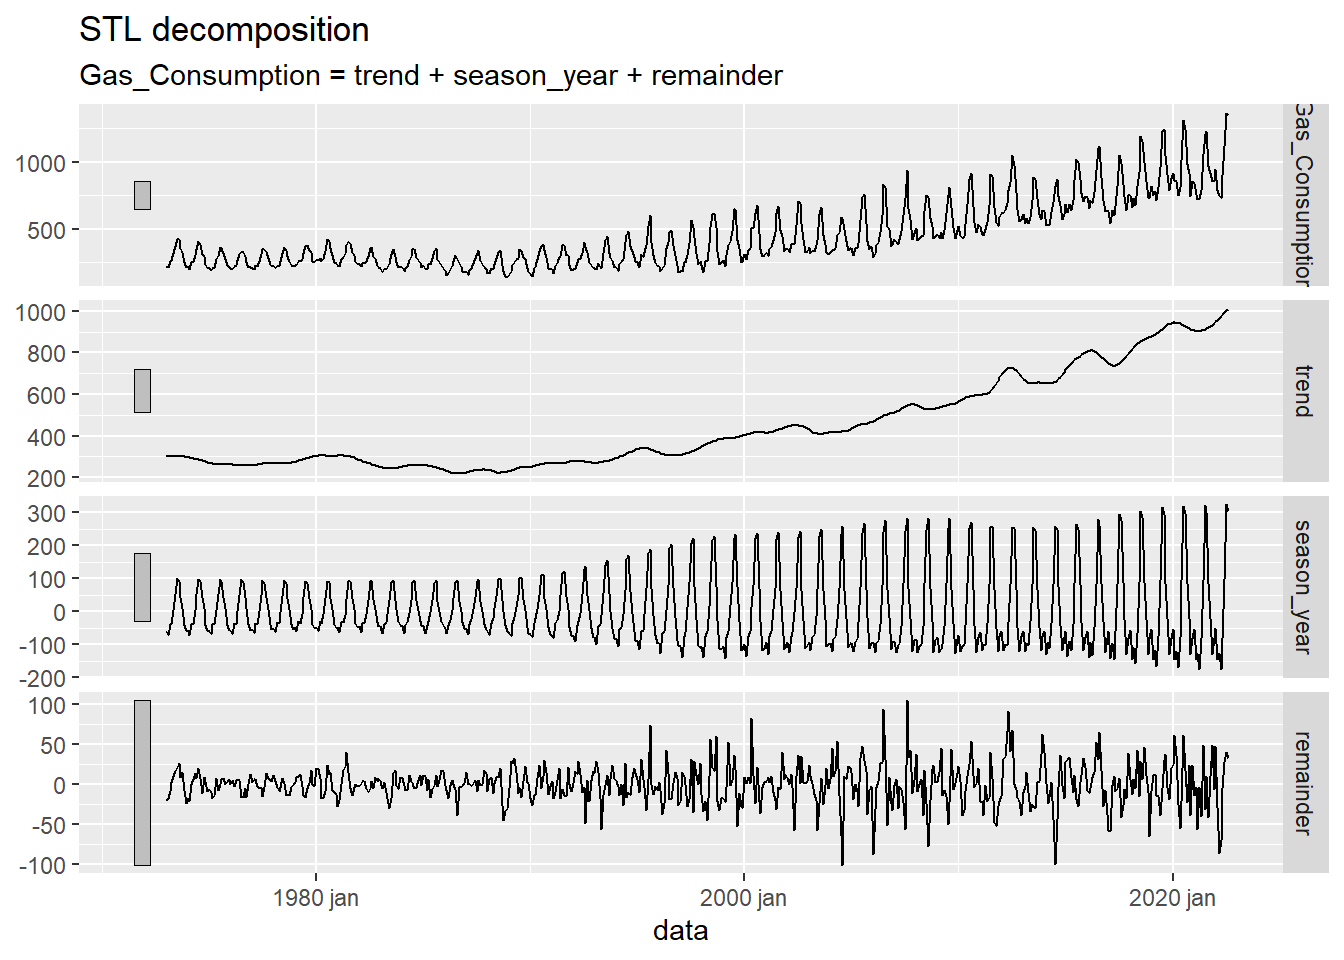 STL decomposition
Gas_Consumption = trend + season_year + remainder
1000
500
Gas_Consumption
1000
800
600
400
200
trend
300
200
100
0
-100
-200
season_year
100
50
0
-50
-100
remainder
1980 jan
2000 jan
2020 jan
data